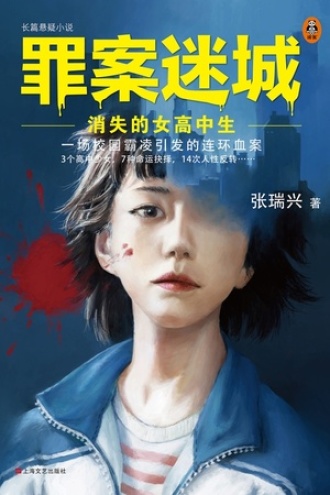 长篇悬疑小说
读客
罪案迷城
消失的女高中生
一场校园霸凌引发的连环血案
3个高中少女，7种命运抉择，14次人性反转……
张瑞兴 著
上海文艺出版社